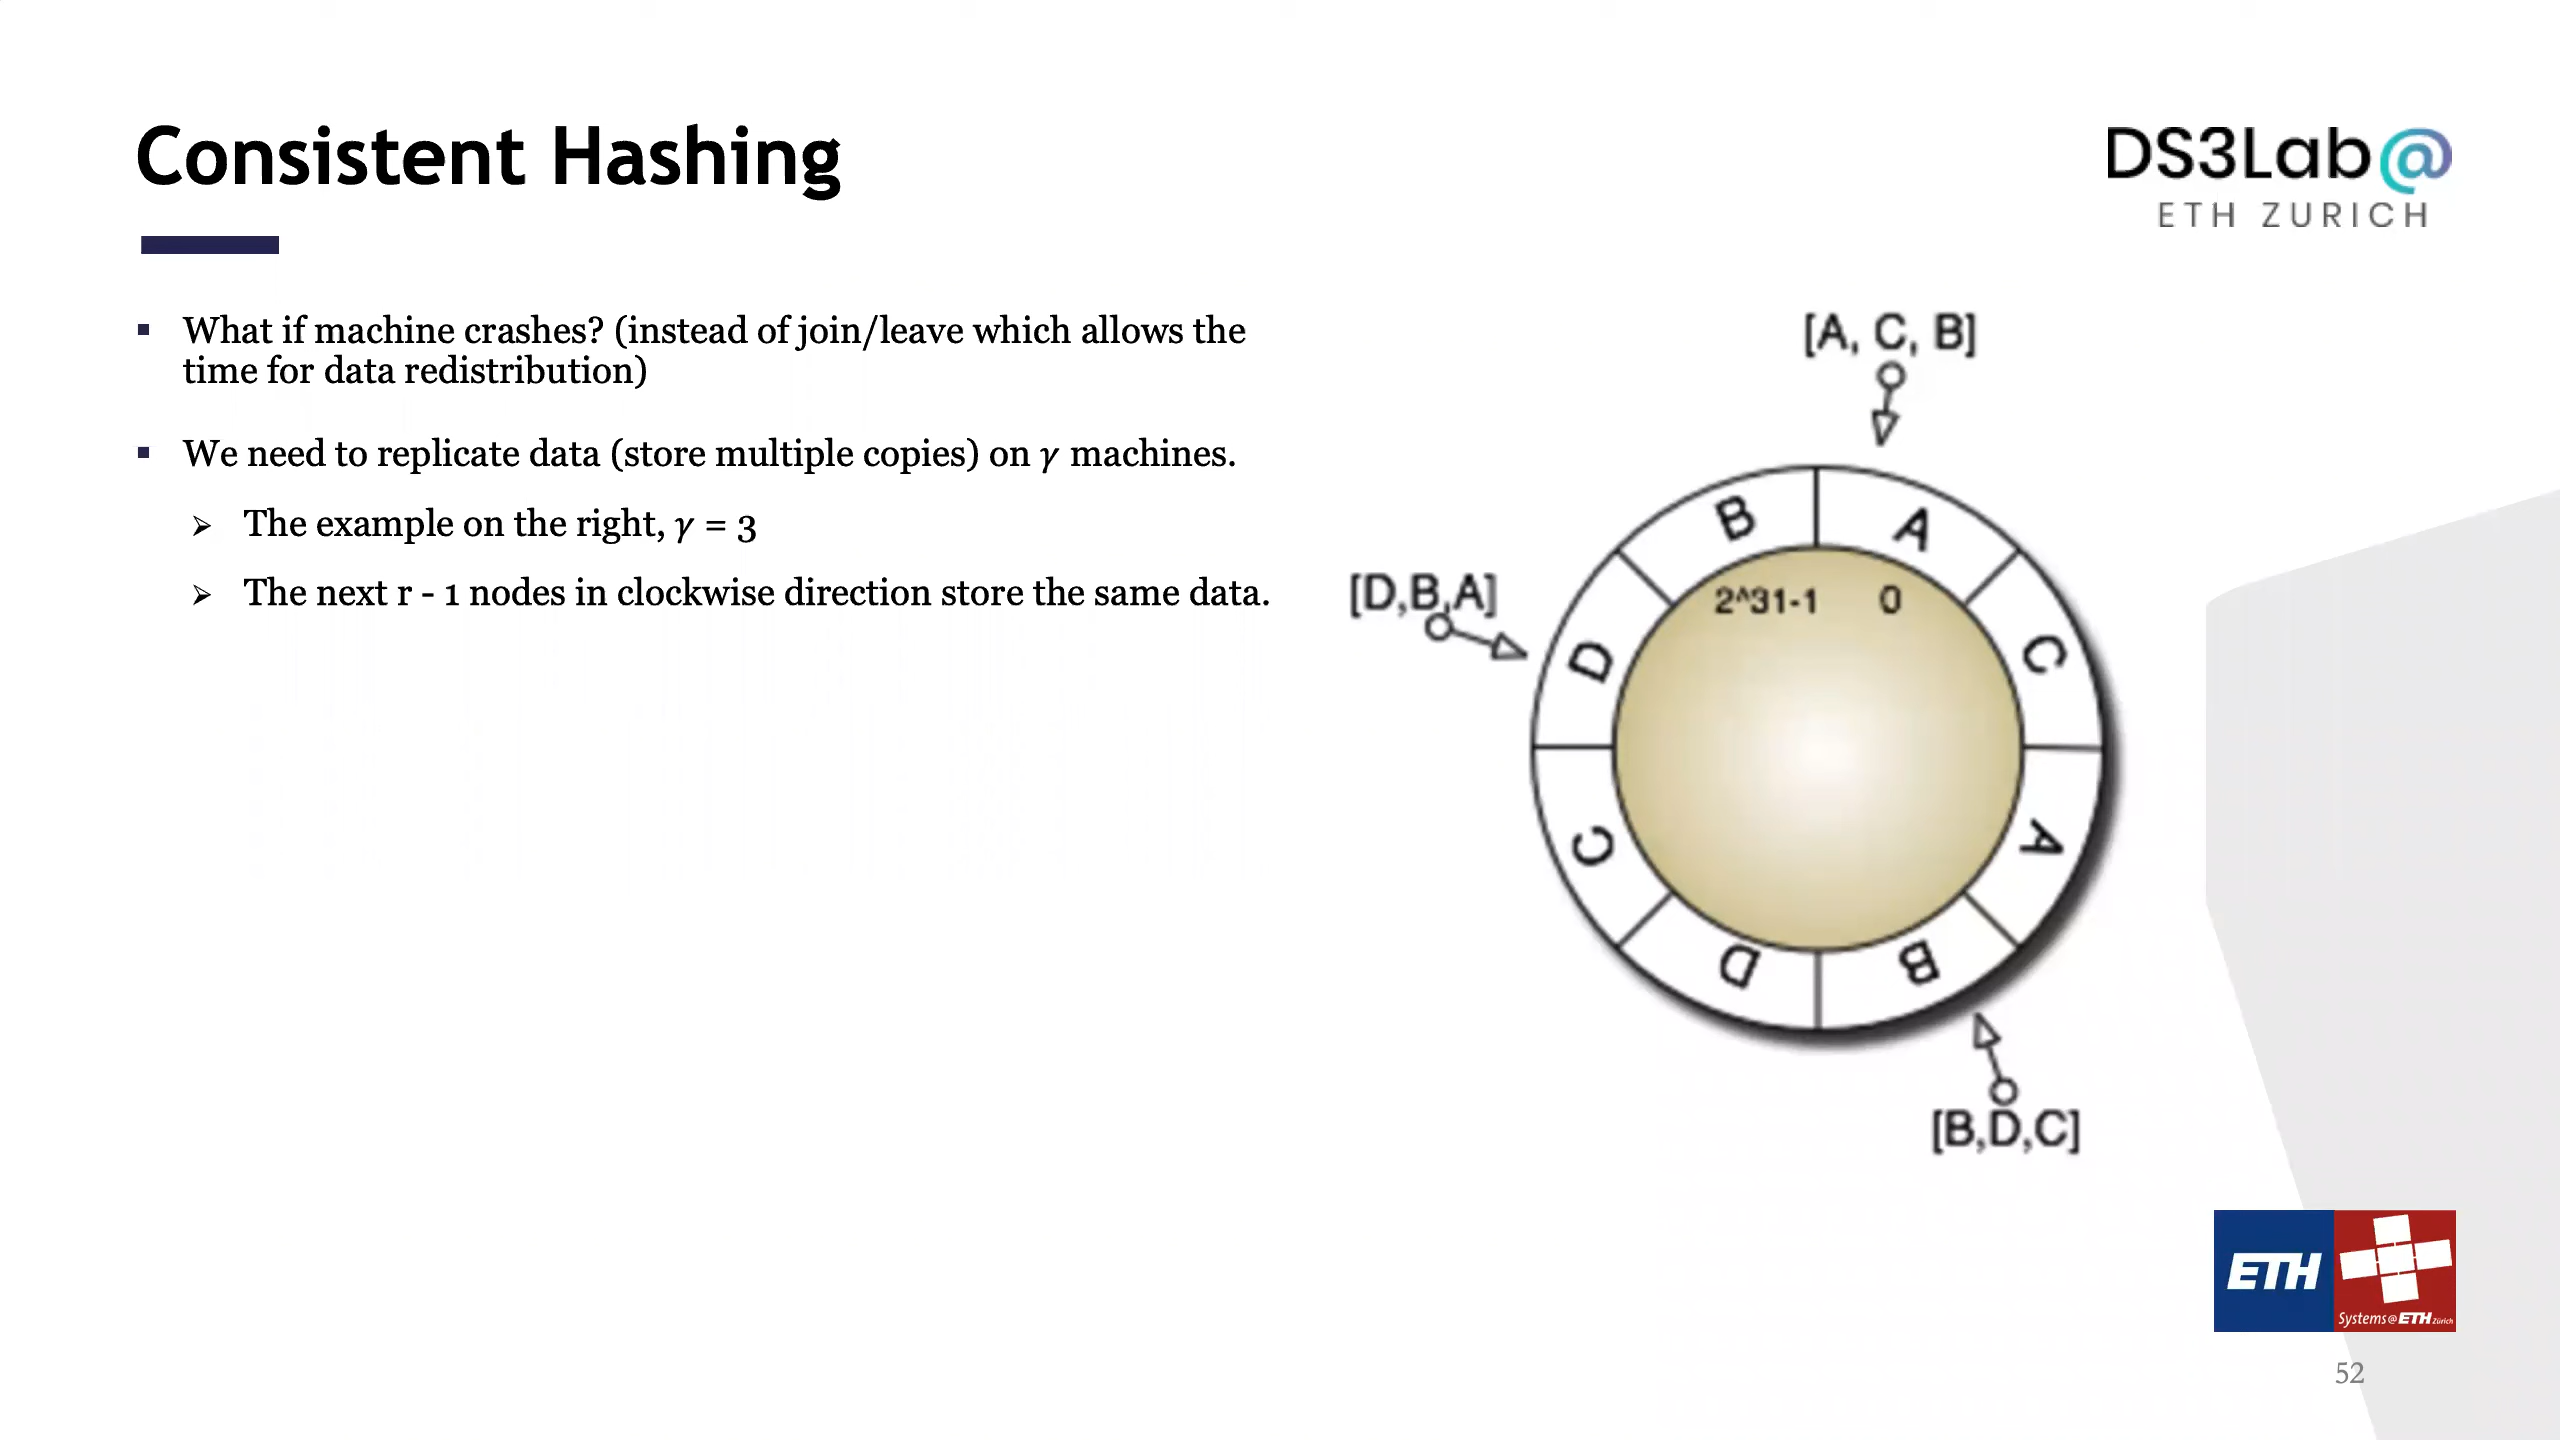 Consistent Hashing
DS3Lab@
ETH ZURICH
▪ What if machine crashes? (instead of join/leave which allows the
time for data redistribution)
▪ We need to replicate data (store multiple copies) on γ machines.
➢ The example on the right, γ = 3
➢ The next r - 1 nodes in clockwise direction store the same data.
[A, C, B]
B
A
[D,B,A]
2^31-1
0
D
C
C
A
D
B
[B,D,C]
ETH
Systems@ETH Zürich
52